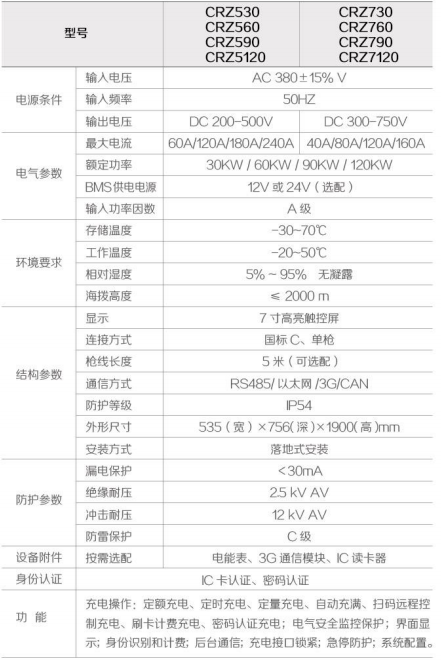 型号
CRZ530 CRZ730
CRZ560 CRZ760
CRZ590 CRZ790
CRZ5120 CRZ7120
电源条件
输入电压 AC 380±15% V
输入频率 50HZ
输出电压 DC 200-500V DC 300-750V
电气参数
最大电流 60A/120A/180A/240A 40A/80A/120A/160A
额定功率 30KW / 60KW / 90KW / 120KW
BMS供电电源 12V 或 24V（选配）
输入功率因数 A 级
环境要求
存储温度 -30~70℃
工作温度 -20~50℃
相对湿度 5% ~ 95% 无凝露
海拨高度 ≤ 2000 m
结构参数
显示 7 寸高亮触控屏
连接方式 国标 C、单枪
枪线长度 5 米（可选配）
通信方式 RS485/ 以太网 /3G/CAN
防护等级 IP54
外形尺寸 535（宽）×756(深)×1900(高)mm
安装方式 落地式安装
防护参数
漏电保护 <30mA
绝缘耐压 2.5 kV AV
冲击耐压 12 kV AV
防雷保护 C 级
设备附件 按需选配 电能表、3G 通信模块、IC 读卡器
身份认证 IC 卡认证、密码认证
功 能
充电操作：定额充电、定时充电、定量充电、自动充满、扫码远程控
制充电、刷卡计费充电、密码认证充电；电气安全监控保护；界面显
示；身份识别和计费；后台通信；充电接口锁紧；急停防护；系统配置。